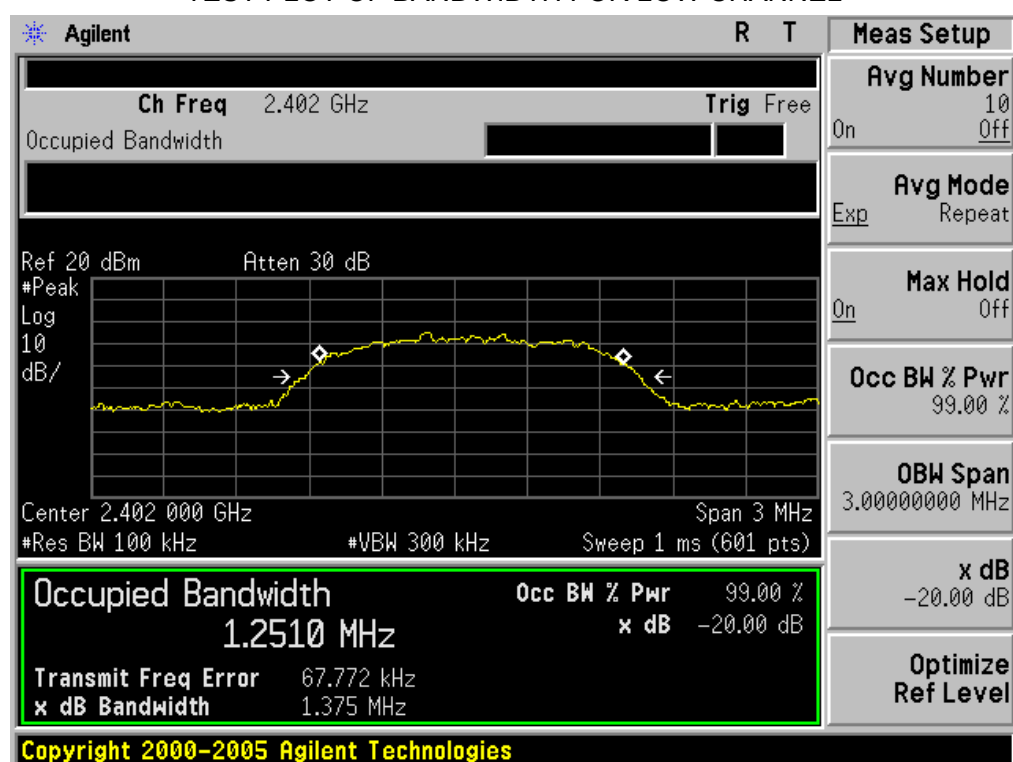 Agilent R T Meas Setup
Ch Freq 2.402 GHz Trig Free
Occupied Bandwidth
Avg Number
10
On Off
Avg Mode
Exp Repeat
Max Hold
On Off
Occ BW % Pwr
99.00 %
OBW Span
3.00000000 MHz
x dB
-20.00 dB
Optimize
Ref Level
Ref 20 dBm Atten 30 dB
#Peak
Log
10
dB/
Center 2.402 000 GHz Span 3 MHz
#Res BW 100 kHz #VBW 300 kHz Sweep 1 ms (601 pts)
Occupied Bandwidth Occ BW % Pwr 99.00 %
1.2510 MHz x dB -20.00 dB
Transmit Freq Error 67.772 kHz
x dB Bandwidth 1.375 MHz
Copyright 2000-2005 Agilent Technologies